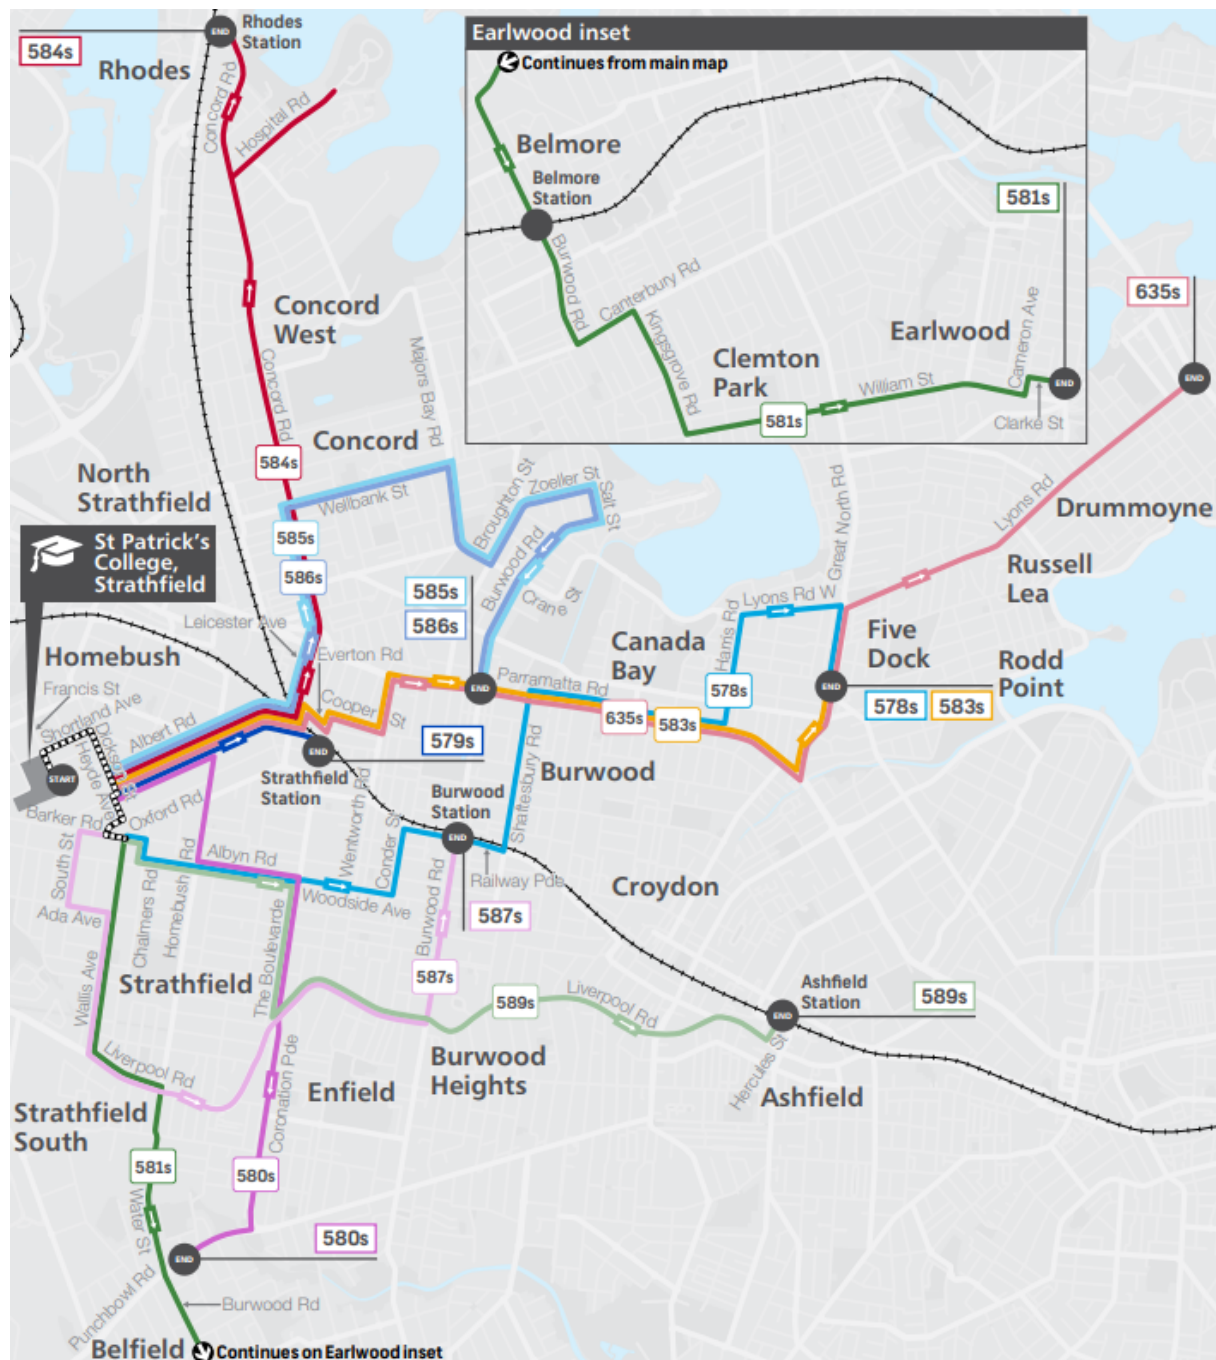 Rhodes
Station
END
584s
Rhodes
Concord Rd
Hospital Rd
Earlwood inset
Continues from main map
Belmore
Belmore
Station
581s
Burwood Rd
Canterbury Rd
Kingsgrove Rd
Clemton
Park
Earlwood
Cameron Ave
William St
END
581s
Clarke St
635s
END
Concord
West
Majors Bay Rd
Concord Rd
Concord
584s
North
Strathfield
Wellbank St
Broughton St
Zoeller St
Salt St
Great North Rd
Lyons Rd
Drummoyne
St Patrick's
College,
Strathfield
585s
586s
Burwood Rd
Crane St
585s
586s
Russell
Lea
Leicester Ave
Everton Rd
Homebush
Francis St
Shortland Ave
Canada
Bay
Harris Rd
Lyons Rd W
Five
Dock
Rodd
Point
Parramatta Rd
END
578s
END
578s
583s
635s
583s
Albert Rd
Cooper St
579s
START
Heyde Ave
END
Strathfield
Station
Burwood
Station
Burwood
Shaftesbury Rd
Barker Rd
Oxford Rd
Wentworth Rd
Conder St
END
Railway Pde
South St
Albyn Rd
Woodside Ave
Croydon
Ada Ave
Chalmers Rd
Homebush Rd
The Boulevarde
Burwood Rd
587s
Strathfield
Wallis Ave
587s
589s
Liverpool Rd
Ashfield
Station
589s
END
Liverpool Rd
Coronation Pde
Burwood
Heights
Hercules St
Ashfield
Enfield
Strathfield
South
581s
580s
Water St
580s
END
Punchbowl Rd
Burwood Rd
Belfield
Continues on Earlwood inset